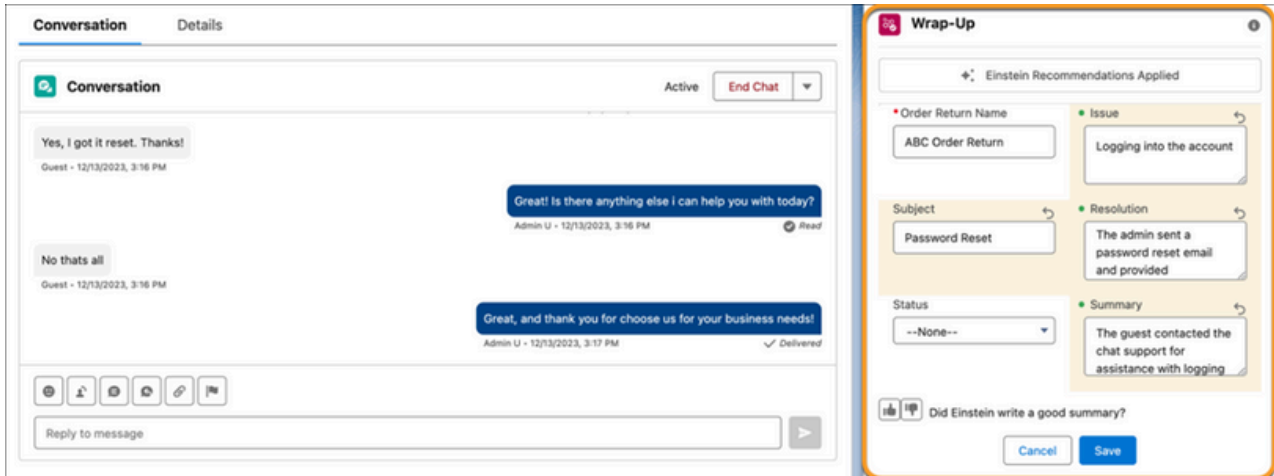 Conversation
Details
Conversation
Active
End Chat
Yes, I got it reset. Thanks!
Guest • 12/13/2023, 3:16 PM
Great! Is there anything else i can help you with today?
Admin U • 12/13/2023, 3:16 PM
Read
No thats all
Guest • 12/13/2023, 3:16 PM
Great, and thank you for choose us for your business needs!
Admin U • 12/13/2023, 3:17 PM
Delivered
Reply to message
Wrap-Up
Einstein Recommendations Applied
*Order Return Name
ABC Order Return
Issue
Logging into the account
Subject
Password Reset
Resolution
The admin sent a
password reset email
and provided
Status
--None--
Summary
The guest contacted the
chat support for
assistance with logging
Did Einstein write a good summary?
Cancel
Save